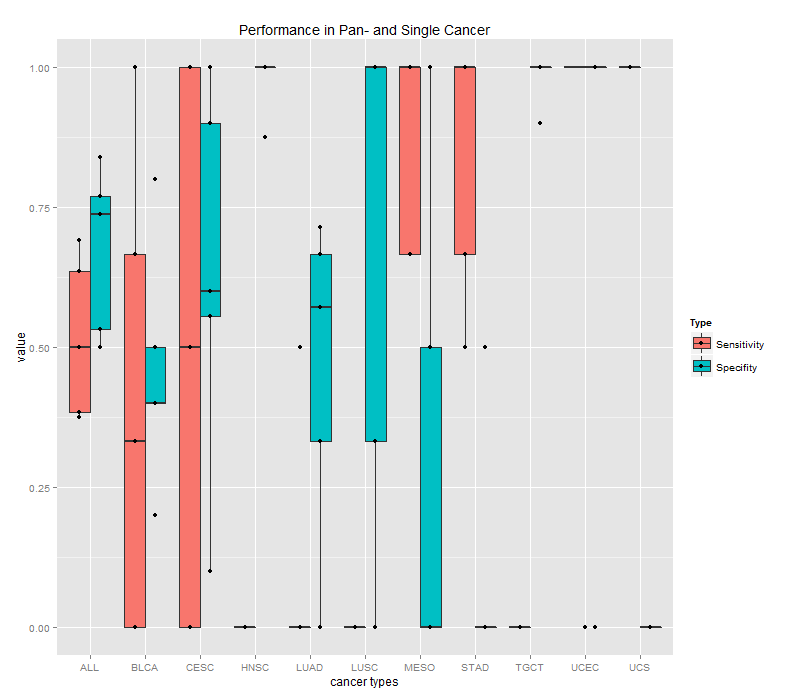 Performance in Pan- and Single Cancer
1.00
0.75
0.50
0.25
0.00
value
ALL BLCA CESC HNSC LUAD LUSC MESO STAD TGCT UCEC UCS
cancer types
Type
Sensitivity
Specifity